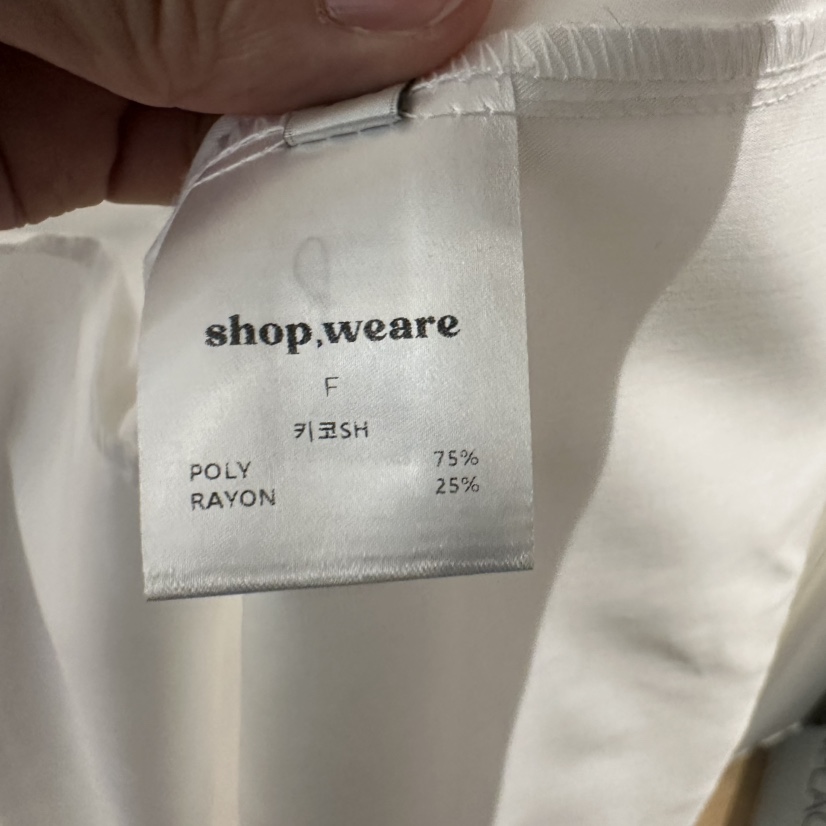 shop,weare
F
키코SH
POLY 75%
RAYON 25%